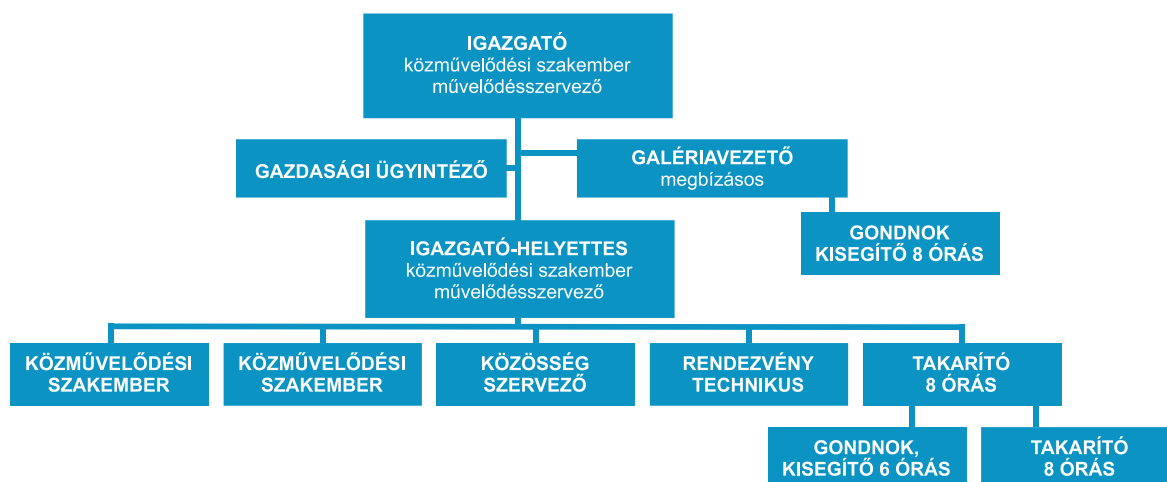 IGAZGATÓ
közművelődési szakember
művelődésszervező
GAZDASÁGI ÜGYINTÉZŐ
GALÉRIAVEZETŐ
megbízásos
GONDNOK
KISEGÍTŐ 8 ÓRÁS
IGAZGATÓ-HELYETTES
közművelődési szakember
művelődésszervező
KÖZMŰVELŐDÉSI
SZAKEMBER
KÖZMŰVELŐDÉSI
SZAKEMBER
KÖZÖSSÉG
SZERVEZŐ
RENDEZVÉNY
TECHNIKUS
TAKARÍTÓ
8 ÓRÁS
GONDNOK,
KISEGÍTŐ 6 ÓRÁS
TAKARÍTÓ
8 ÓRÁS